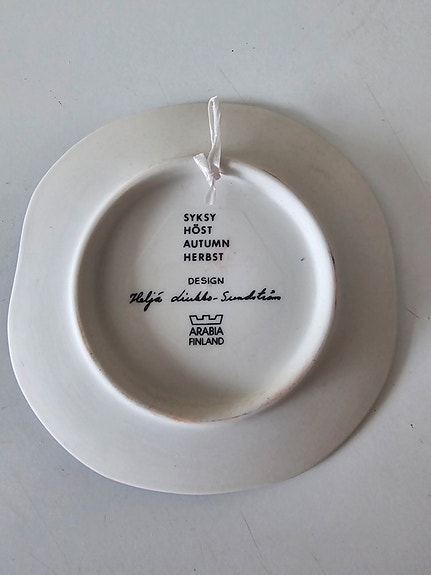 SYKSY
HÖST
AUTUMN
HERBST
DESIGN
Heljä Liukko-Sundström
ARABIA
FINLAND